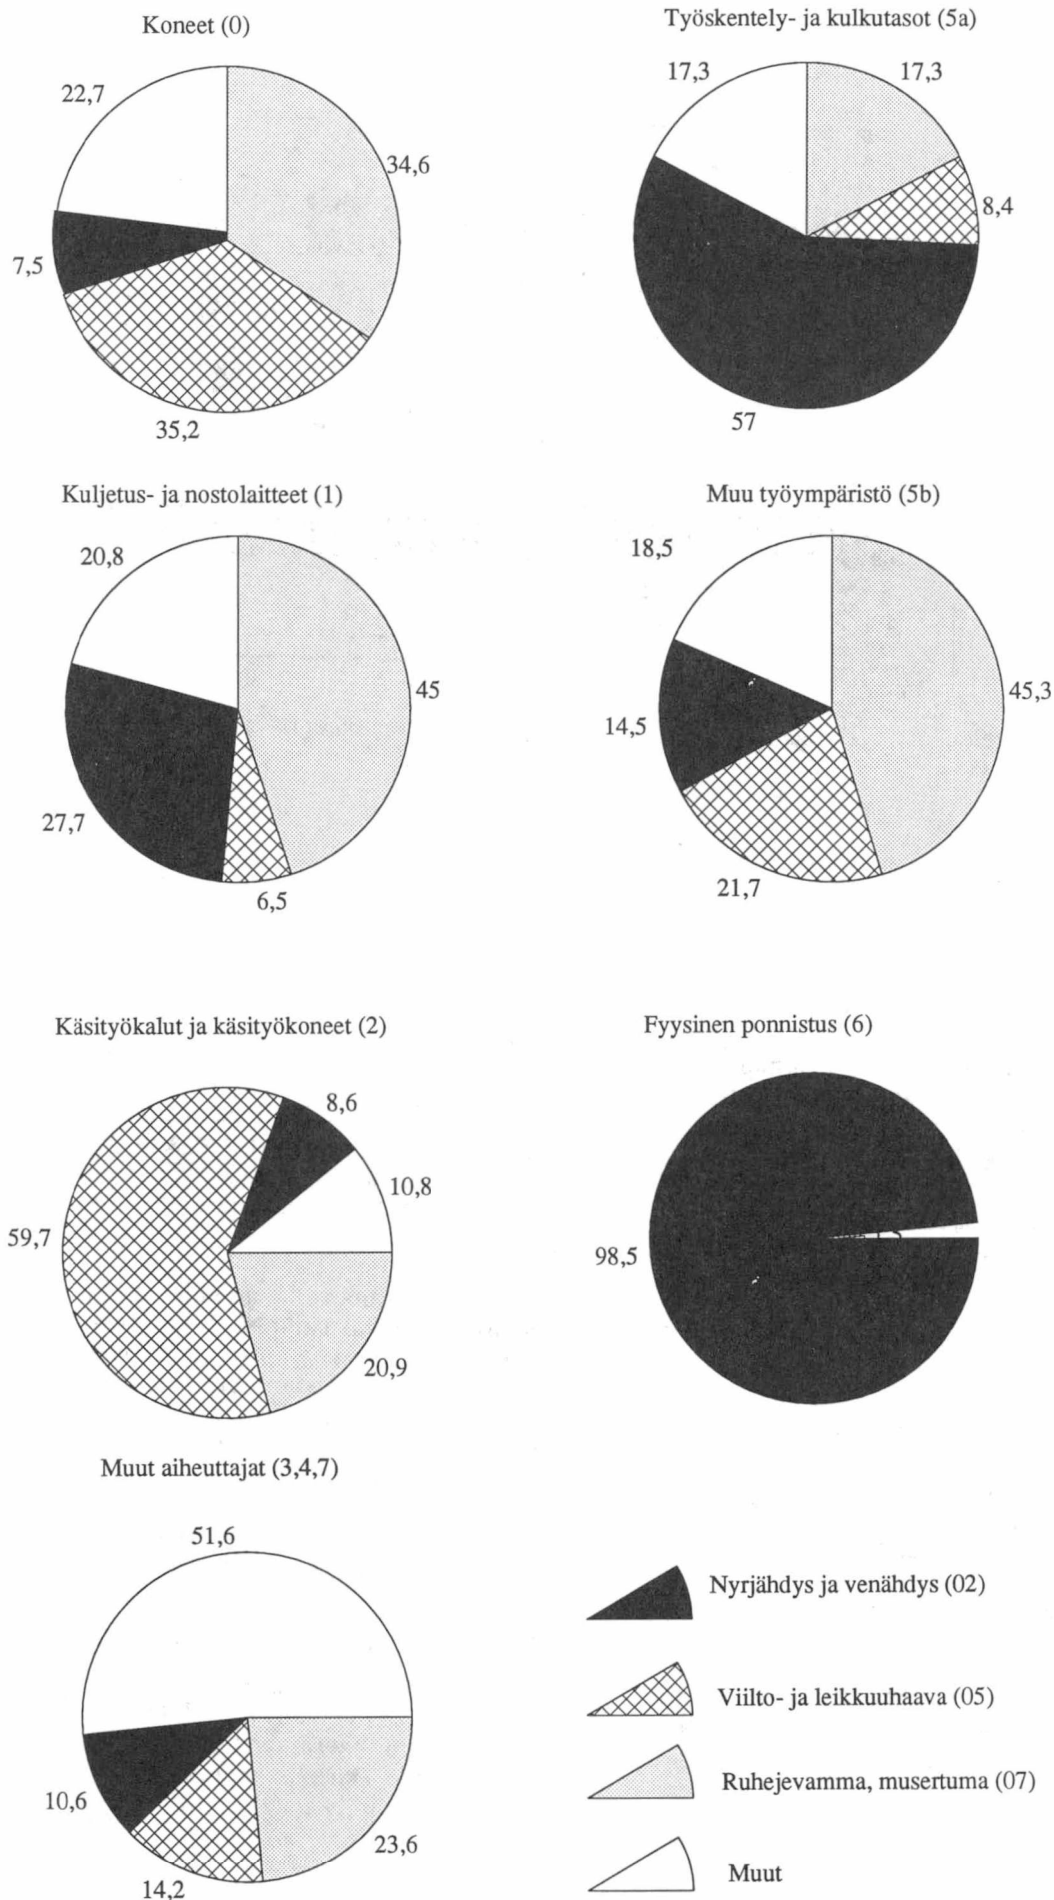 Koneet (0)
22,7
34,6
7,5
35,2
Työskentely- ja kulkutasot (5a)
17,3
17,3
8,4
57
Kuljetus- ja nostolaitteet (1)
20,8
45
27,7
6,5
Muu työympäristö (5b)
18,5
45,3
14,5
21,7
Käsityökalut ja käsityökoneet (2)
8,6
10,8
59,7
20,9
Fyysinen ponnistus (6)
98,5
Muut aiheuttajat (3,4,7)
51,6
10,6
23,6
14,2
Nyrjähdys ja venähdys (02)
Viilto- ja leikkuuhaava (05)
Ruhejevamma, musertuma (07)
Muut